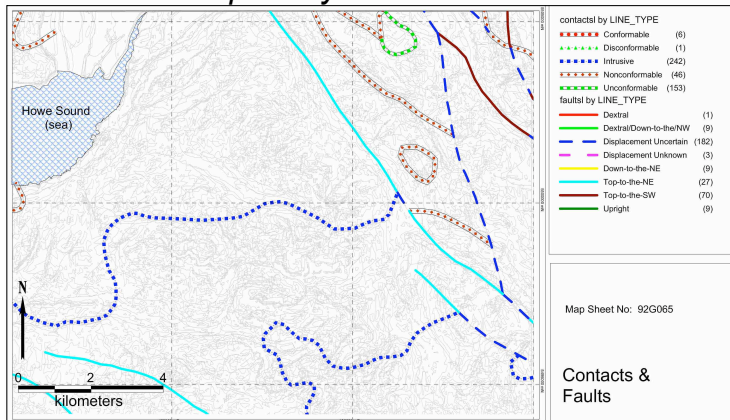 Howe Sound
(sea)
N
0 2 4
kilometers
contactsl by LINE_TYPE
Conformable (6)
Disconformable (1)
Intrusive (242)
Nonconformable (46)
Unconformable (153)
faultsl by LINE_TYPE
Dextral (1)
Dextral/Down-to-the/NW (9)
Displacement Uncertain (182)
Displacement Unknown (3)
Down-to-the-NE (9)
Top-to-the-NE (27)
Top-to-the-SW (70)
Upright (9)
Map Sheet No: 92G065
Contacts &
Faults